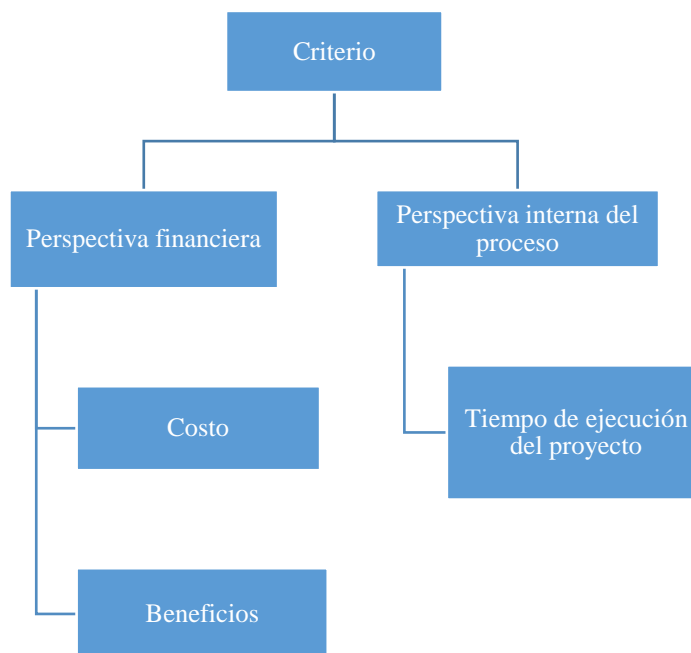 Criterio
Perspectiva financiera
Perspectiva interna del
proceso
Costo
Tiempo de ejecución
del proyecto
Beneficios